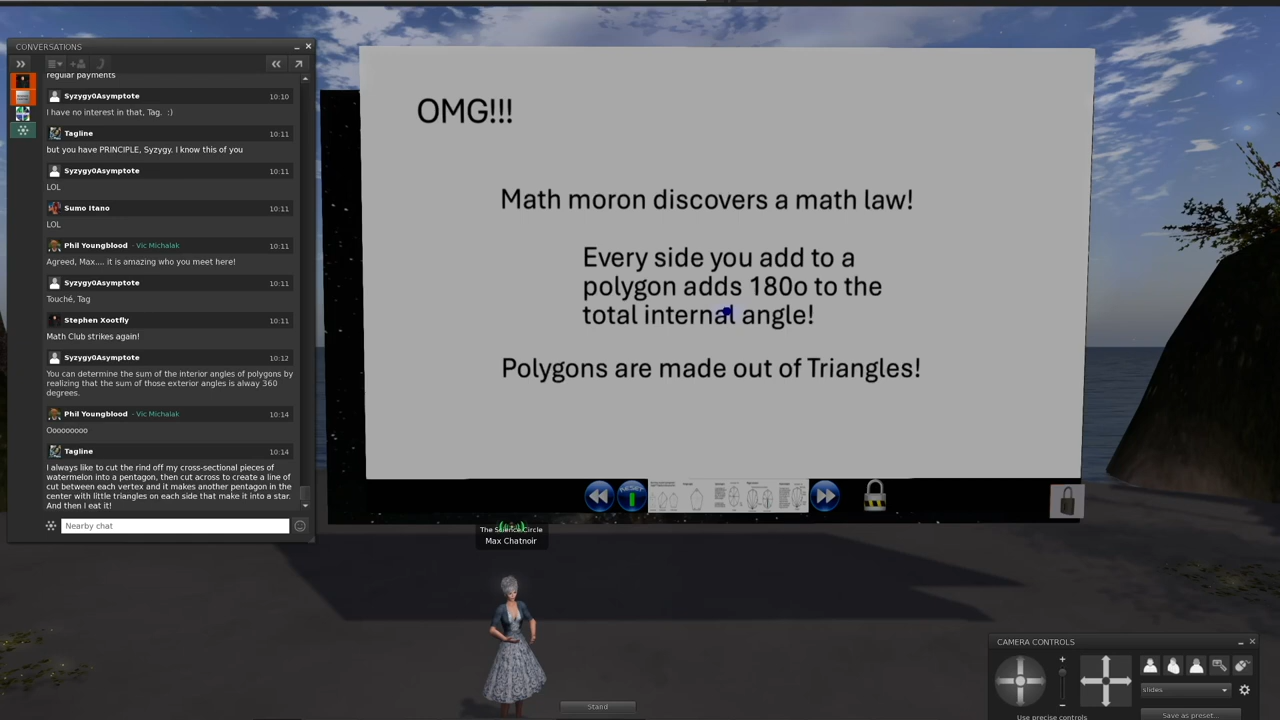 CONVERSATIONS
regular payments
Syzygy0Asymptote 10:10
I have no interest in that, Tag. :)
Tagline 10:11
but you have PRINCIPLE, Syzygy. I know this of you
Syzygy0Asymptote 10:11
LOL
Sumo Itano 10:11
LOL
Phil Youngblood - Vic Michalak 10:11
Agreed, Max.... it is amazing who you meet here!
Syzygy0Asymptote 10:11
Touché, Tag
Stephen Xootfly 10:11
Math Club strikes again!
Syzygy0Asymptote 10:12
You can determine the sum of the interior angles of polygons by
realizing that the sum of those exterior angles is alway 360
degrees.
Phil Youngblood - Vic Michalak 10:14
Ooooooooo
Tagline 10:14
I always like to cut the rind off my cross-sectional pieces of
watermelon into a pentagon, then cut across to create a line of
cut between each vertex and it makes another pentagon in the
center with little triangles on each side that make it into a star.
And then I eat it!
Nearby chat
OMG!!!
Math moron discovers a math law!
Every side you add to a
polygon adds 180o to the
total internal angle!
Polygons are made out of Triangles!
The Science Circle
Max Chatnoir
Stand
CAMERA CONTROLS
slides
Use precise controls
Save as preset...